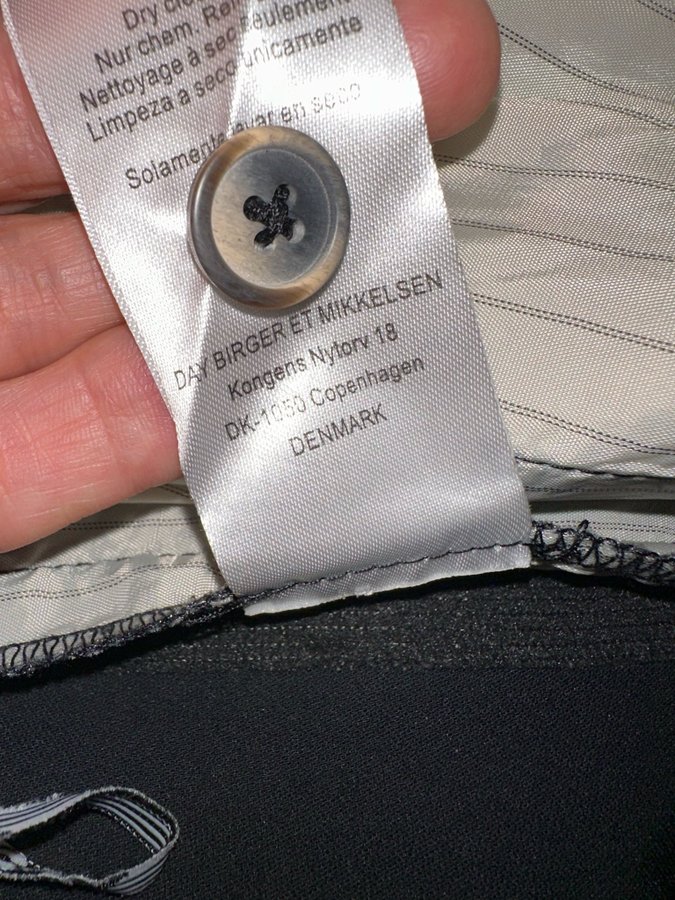 Dry
Nur chem.
Nettoyage à sec seulement
Limpeza a seco unicamente
Solamente en seco
DAY BIRGER ET MIKKELSEN
Kongens Nytorv 18
DK-1050 Copenhagen
DENMARK